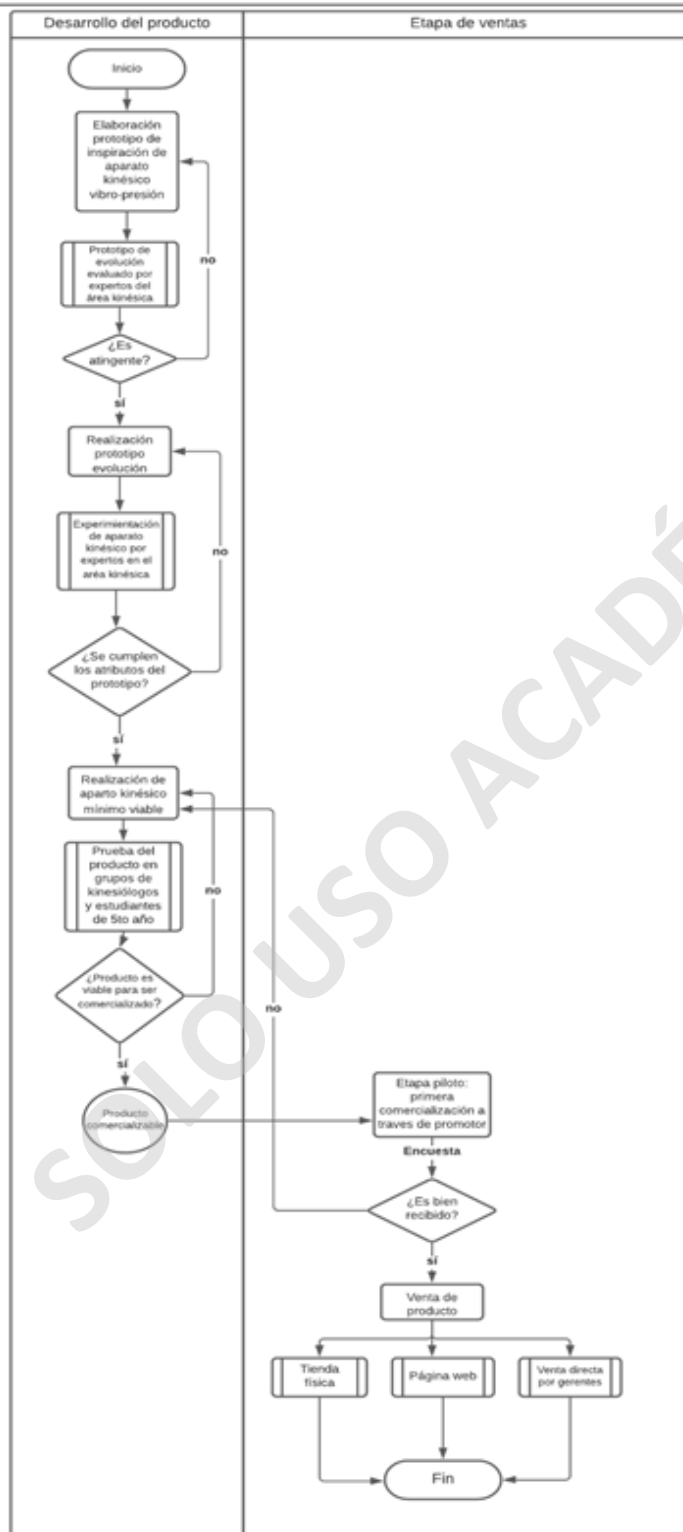 Desarrollo del producto
Etapa de ventas
Inicio
Elaboración
prototipo de
inspiración de
aparato
kinésico
vibro-presión
Prototipo de
evolución
evaluado por
expertos del
área kinésica
no
¿Es
atingente?
sí
Realización
prototipo
evolución
Experimientación
de aparato
kinésico por
expertos en el
aréa kinésica
no
¿Se cumplen
los atributos del
prototipo?
sí
Realización de
aparto kinésico
mínimo viable
Prueba del
producto en
grupos de
kinesiólogos
y estudiantes
de 5to año
no
¿Producto es
viable para ser
comercializado?
sí
Producto
comercializable
no
Etapa piloto:
primera
comercialización a
traves de promotor
Encuesta
¿Es bien
recibido?
sí
Venta de
producto
Tienda
física
Página web
Venta directa
por gerentes
Fin
SOLO USO ACADÉ